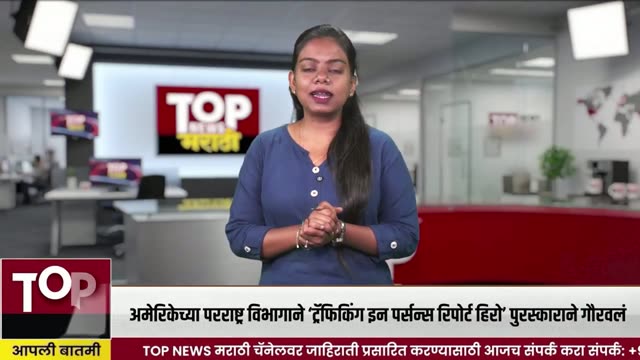 TOP
NEWS
मराठी
TOP
अमेरिकेच्या परराष्ट्र विभागाने ‘ट्रॅफिकिंग इन पर्सन्स रिपोर्ट हिरो’ पुरस्काराने गौरवलं
आपली बातमी
TOP NEWS मराठी चॅनेलवर जाहिराती प्रसारित करण्यासाठी आजच संपर्क करा संपर्क: +